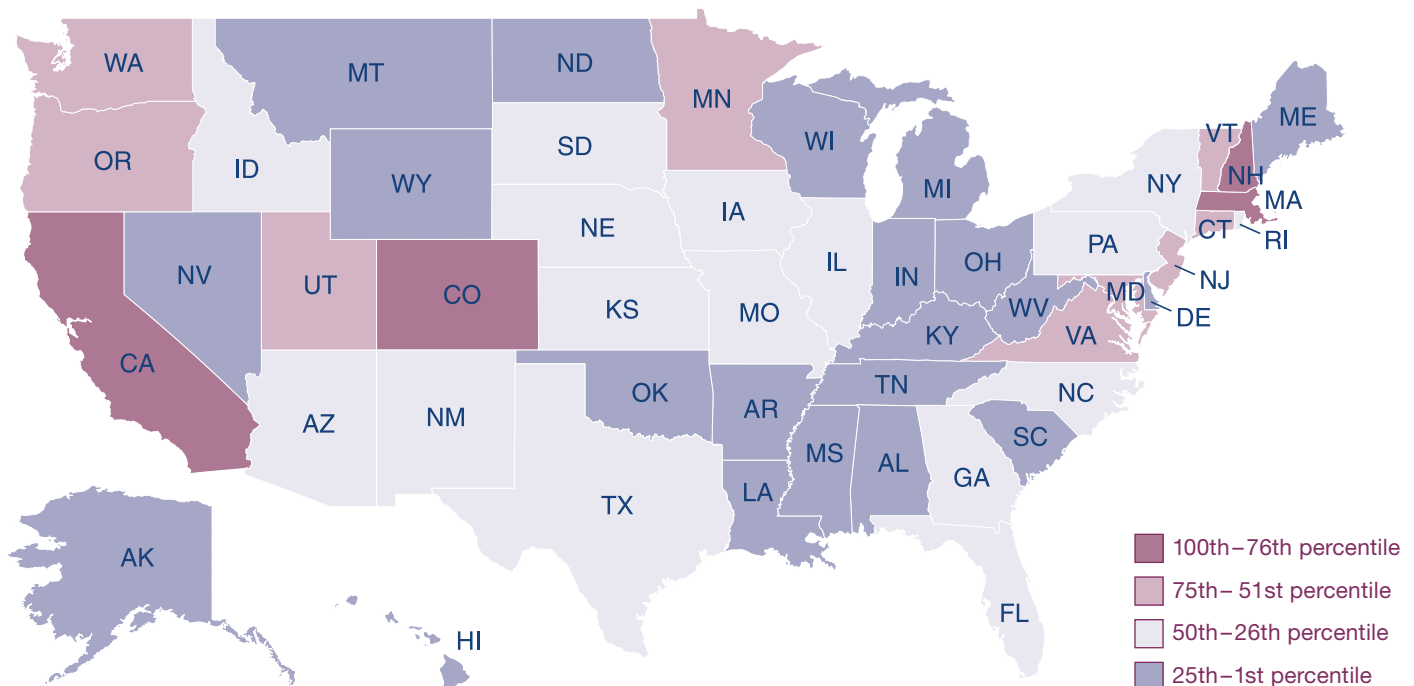 WA
MT
ND
MN
ME
VT
SD
WI
OR
ID
NH
NY
WY
MI
MA
IA
NE
CT
RI
PA
IL
OH
NV
IN
NJ
UT
CO
MD
KS
MO
WV
DE
KY
VA
CA
TN
OK
NC
AR
NM
AZ
SC
MS
AL
GA
LA
TX
AK
FL
HI
100th–76th percentile
75th–51st percentile
50th–26th percentile
25th–1st percentile